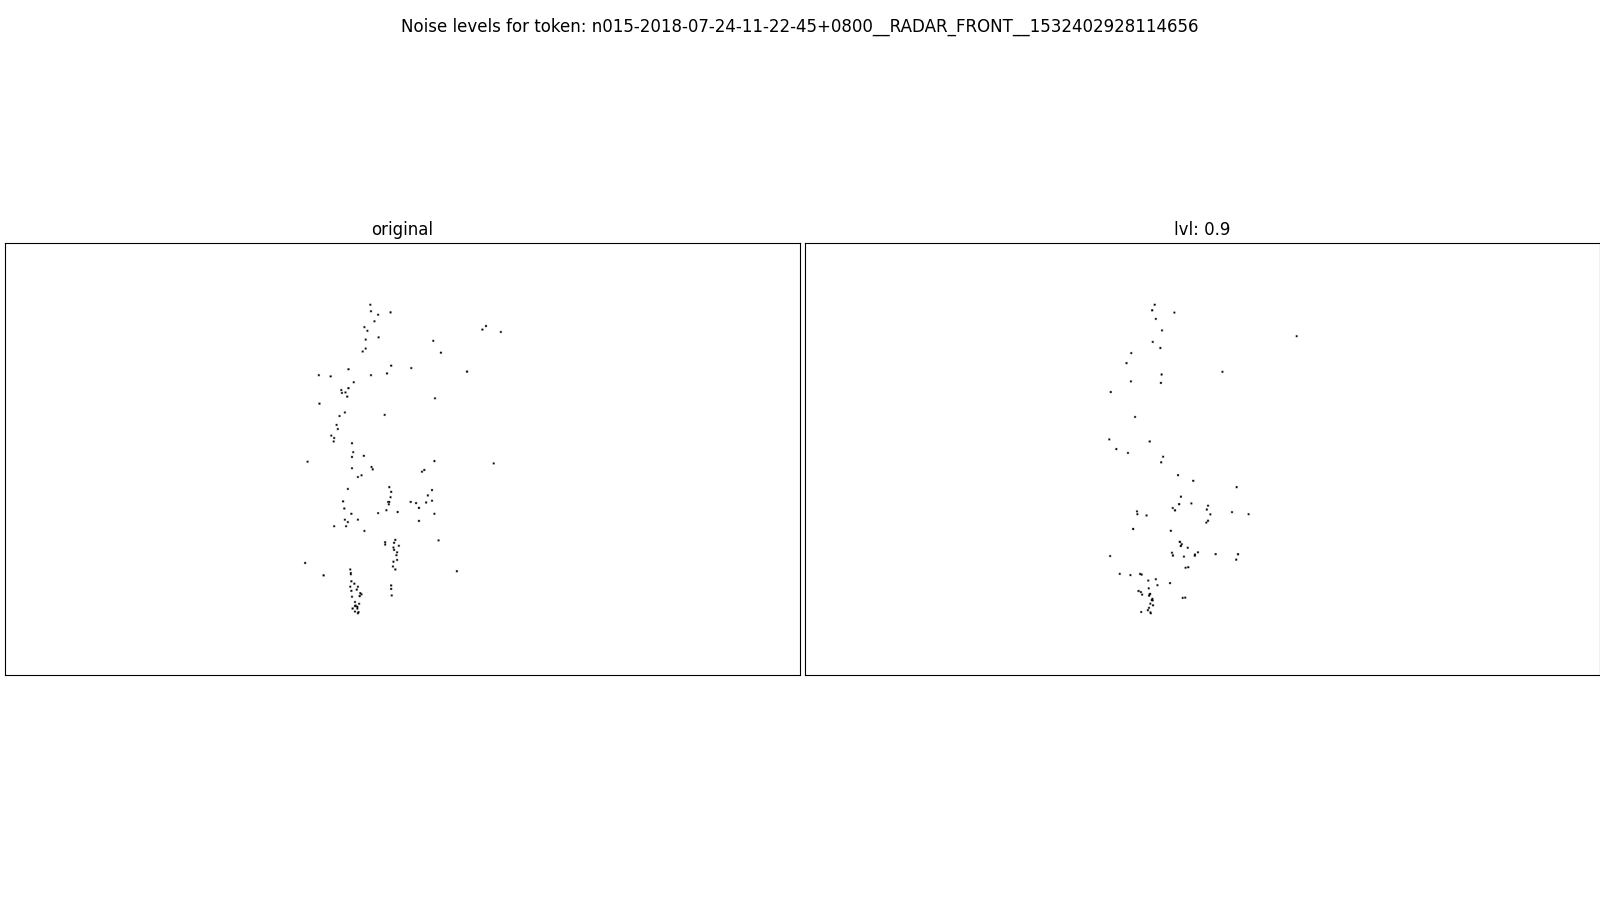 Noise levels for token: n015-2018-07-24-11-22-45+0800__RADAR_FRONT__1532402928114656
original
lvl: 0.9